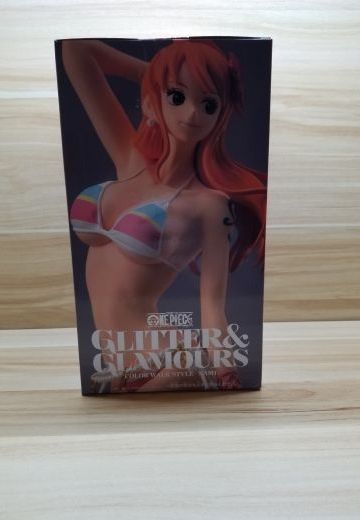 ONE PIECE
GLITTER&
GLAMOURS
COLOR WALK STYLE NAMI